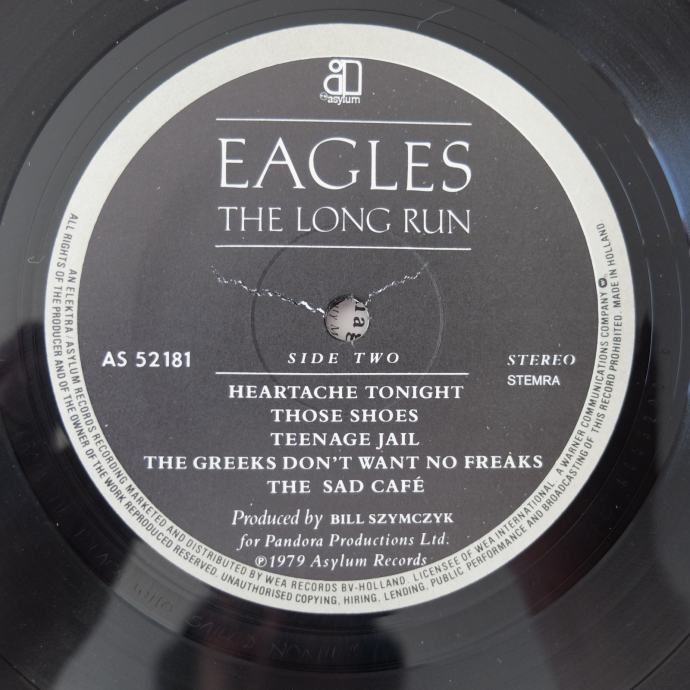 asylum
EAGLES
THE LONG RUN
AS 52181
SIDE TWO
STEREO
STEMRA
HEARTACHE TONIGHT
THOSE SHOES
TEENAGE JAIL
THE GREEKS DON'T WANT NO FREAKS
THE SAD CAFÉ
Produced by BILL SZYMCZYK
for Pandora Productions Ltd.
℗1979 Asylum Records
AN ELEKTRA/ASYLUM RECORDS RECORDING MARKETED AND DISTRIBUTED BY WEA RECORDS BV-HOLLAND. LICENSEE OF WEA INTERNATIONAL. A WARNER COMMUNICATIONS COMPANY
ALL RIGHTS OF THE PRODUCER AND OF THE OWNER OF THE WORK REPRODUCED RESERVED. UNAUTHORISED COPYING, HIRING, LENDING, PUBLIC PERFORMANCE AND BROADCASTING OF THIS RECORD PROHIBITED. MADE IN HOLLAND